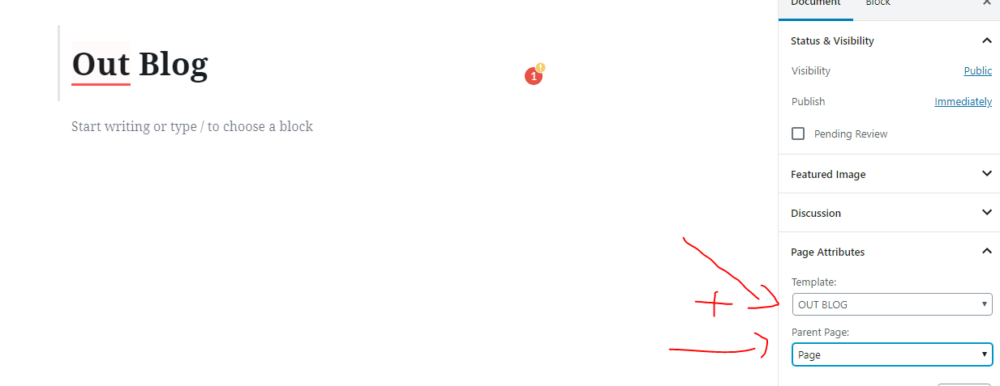 Document Block ×
Status & Visibility
Out Blog
Visibility Public
1 !
Publish Immediately
Start writing or type / to choose a block
Pending Review
Featured Image
Discussion
Page Attributes
Template:
OUT BLOG
Parent Page:
Page